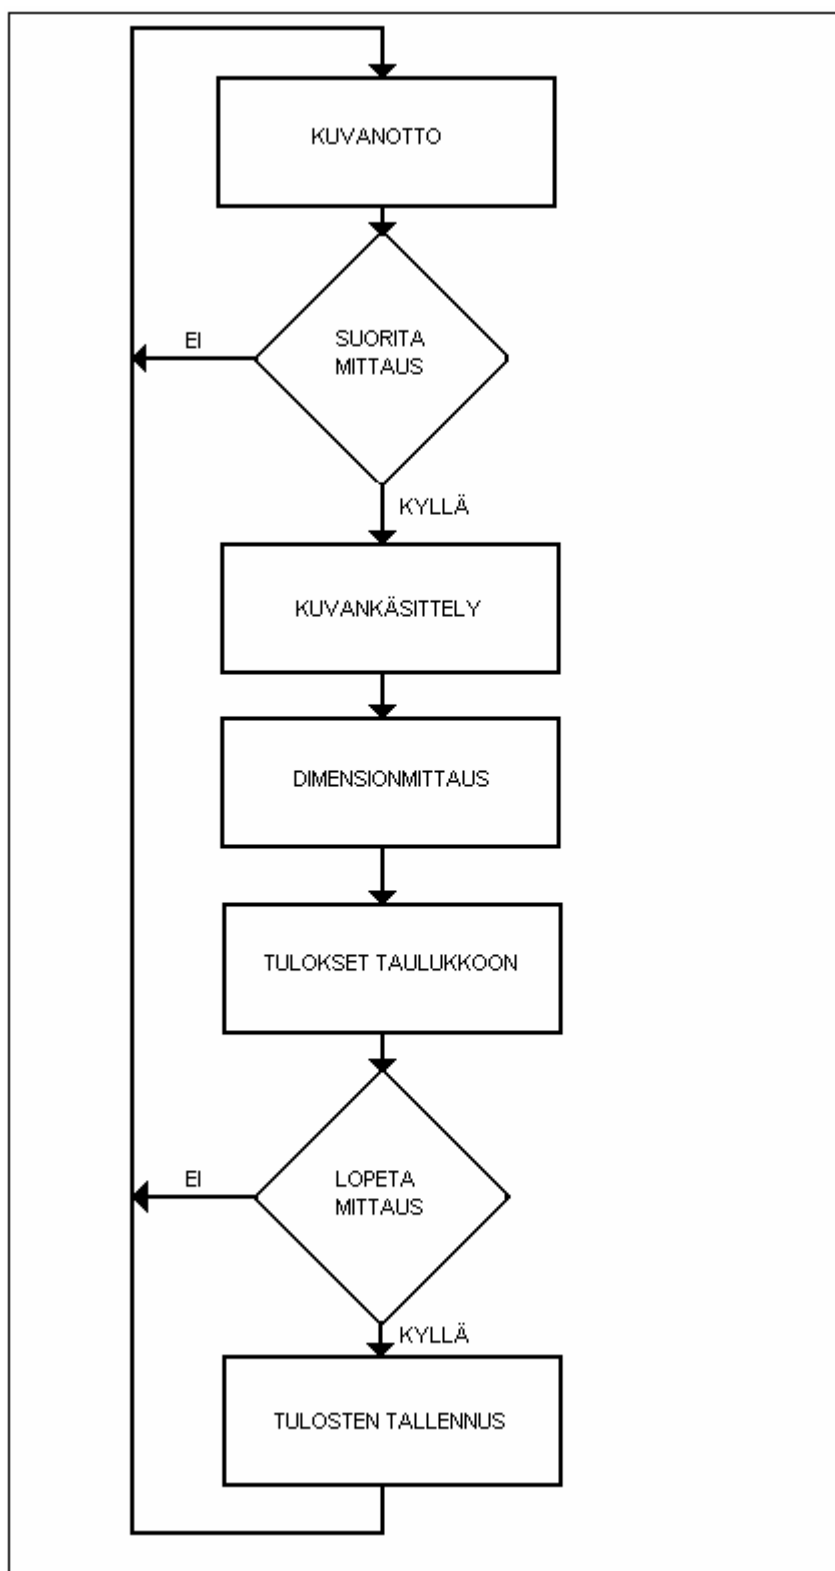 KUVANOTTO
EI
SUORITA
MITTAUS
KYLLÄ
KUVANKÄSITTELY
DIMENSIONMITTAUS
TULOKSET TAULUKKOON
EI
LOPETA
MITTAUS
KYLLÄ
TULOSTEN TALLENNUS